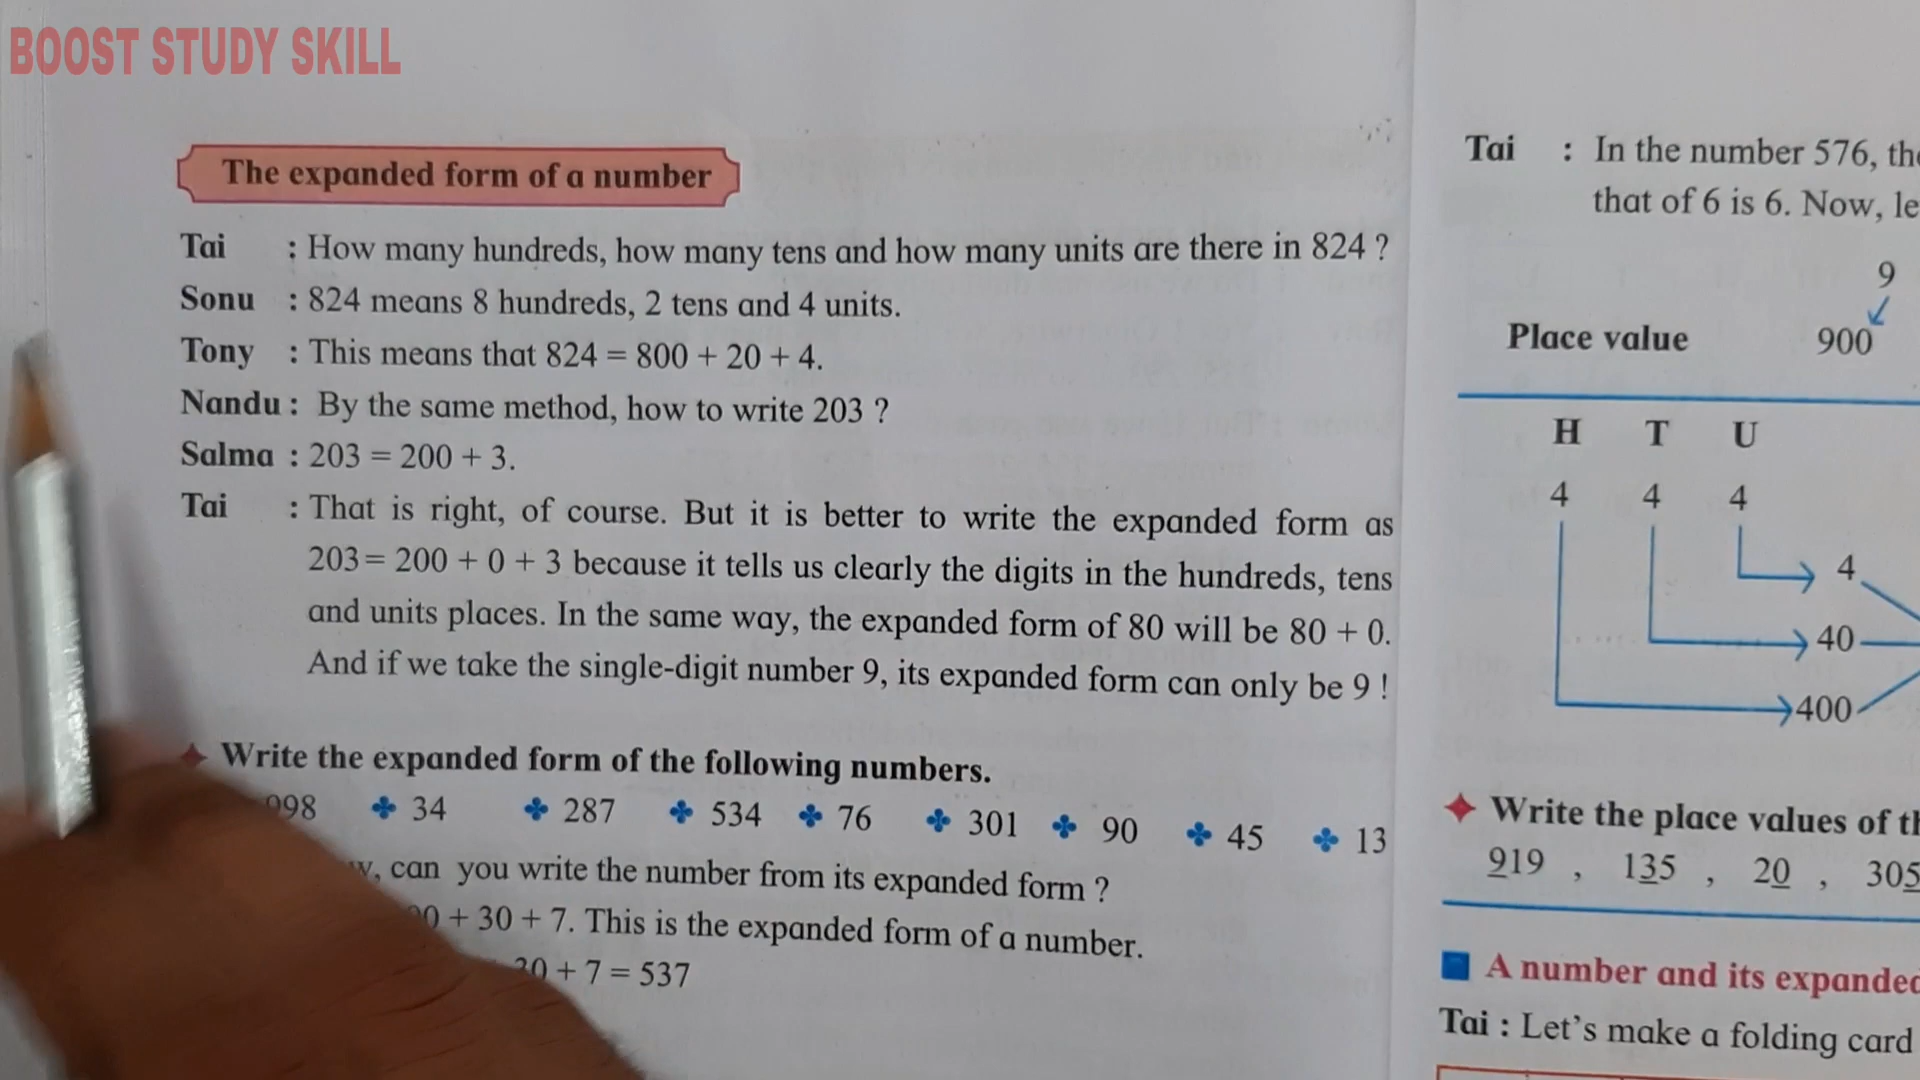 BOOST STUDY SKILL
The expanded form of a number
Tai : How many hundreds, how many tens and how many units are there in 824 ?
Sonu : 824 means 8 hundreds, 2 tens and 4 units.
Tony : This means that 824 = 800 + 20 + 4.
Nandu : By the same method, how to write 203 ?
Salma : 203 = 200 + 3.
Tai : That is right, of course. But it is better to write the expanded form as
203 = 200 + 0 + 3 because it tells us clearly the digits in the hundreds, tens
and units places. In the same way, the expanded form of 80 will be 80 + 0.
And if we take the single-digit number 9, its expanded form can only be 9 !
Write the expanded form of the following numbers.
98 34 287 534 76 301 90 45 13
can you write the number from its expanded form ?
+ 30 + 7. This is the expanded form of a number.
30 + 7 = 537
Tai : In the number 576,
that of 6 is 6. Now,
9
Place value 900
H T U
4 4 4
4
40
400
Write the place values of
919 , 135 , 20 , 305
A number and its expanded
Tai : Let's make a folding card